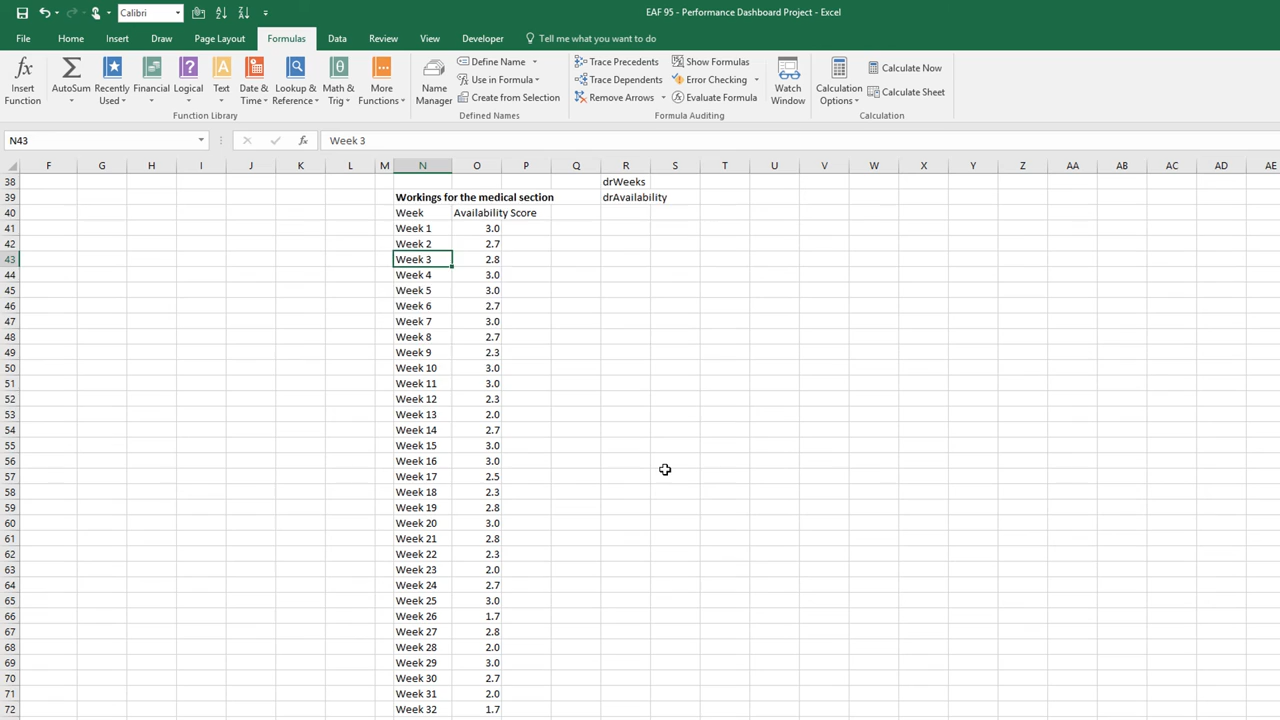 Calibri
EAF 95 - Performance Dashboard Project - Excel
File Home Insert Draw Page Layout Formulas Data Review View Developer Tell me what you want to do
Insert Function
AutoSum
Recently Used
Financial
Logical
Text
Date & Time
Lookup & Reference
Math & Trig
More Functions
Function Library
Name Manager
Define Name
Use in Formula
Create from Selection
Defined Names
Trace Precedents
Trace Dependents
Remove Arrows
Show Formulas
Error Checking
Evaluate Formula
Formula Auditing
Watch Window
Calculation Options
Calculate Now
Calculate Sheet
Calculation
N43 fx Week 3
F G H I J K L M N O P Q R S T U V W X Y Z AA AB AC AD AE
38 drWeeks
39 Workings for the medical section drAvailability
40 Week Availability Score
41 Week 1 3.0
42 Week 2 2.7
43 Week 3 2.8
44 Week 4 3.0
45 Week 5 3.0
46 Week 6 2.7
47 Week 7 3.0
48 Week 8 2.7
49 Week 9 2.3
50 Week 10 3.0
51 Week 11 3.0
52 Week 12 2.3
53 Week 13 2.0
54 Week 14 2.7
55 Week 15 3.0
56 Week 16 3.0
57 Week 17 2.5
58 Week 18 2.3
59 Week 19 2.8
60 Week 20 3.0
61 Week 21 2.8
62 Week 22 2.3
63 Week 23 2.0
64 Week 24 2.7
65 Week 25 3.0
66 Week 26 1.7
67 Week 27 2.8
68 Week 28 2.0
69 Week 29 3.0
70 Week 30 2.7
71 Week 31 2.0
72 Week 32 1.7